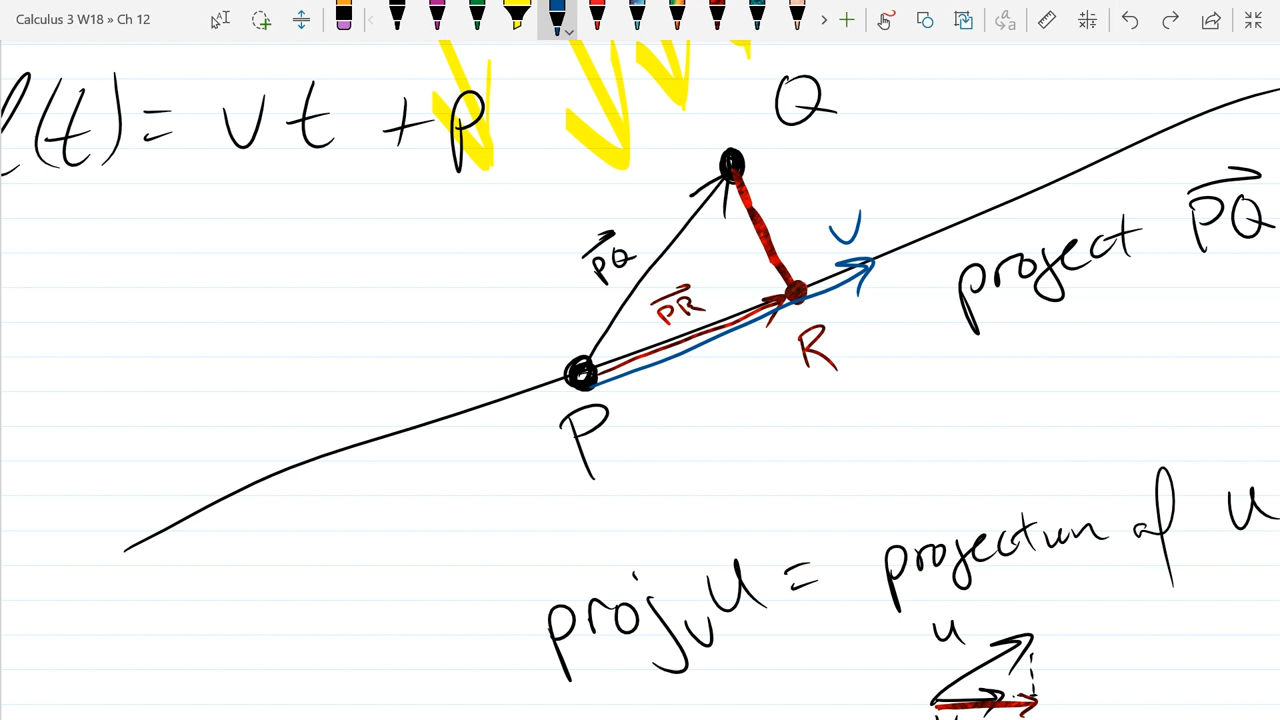 Calculus 3 W18 » Ch 12
l(t) = vt + p
Q
PQ
v
project PQ
PR
R
P
proj_v u = projection of u
u